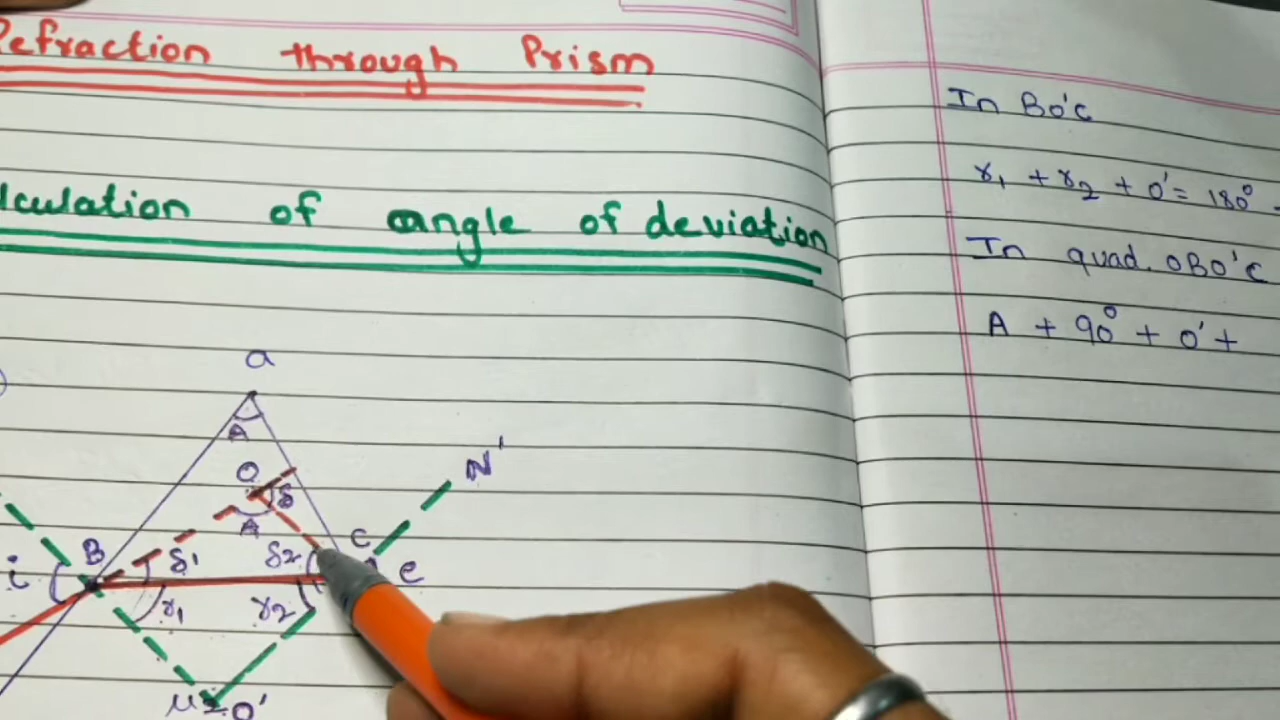 Refraction through Prism
lculation of angle of deviation
a
A
O
δ
N'
A
B
C
i
δ1
δ2
e
r1
r2
O'
In BO'C
r1 + r2 + O' = 180°
In quad. OBO'C
A + 90° + O' +